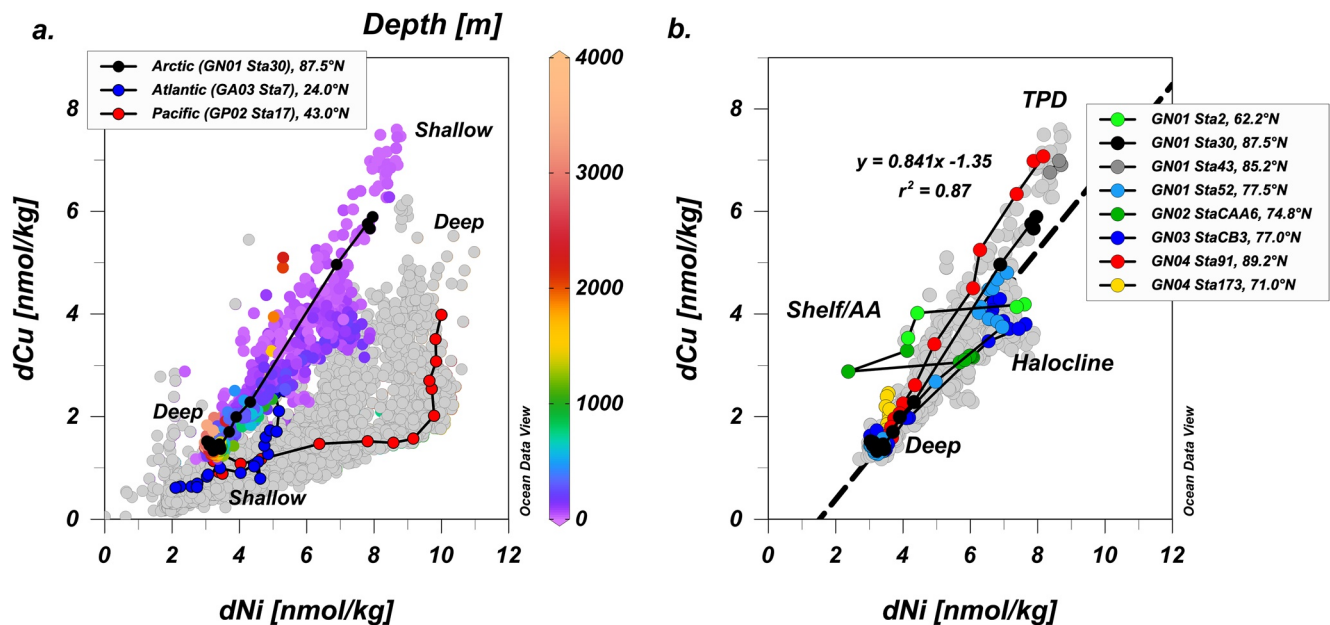 a.
Depth [m]
Arctic (GN01 Sta30), 87.5°N
Atlantic (GA03 Sta7), 24.0°N
Pacific (GP02 Sta17), 43.0°N
Shallow
Deep
Deep
Shallow
8
6
4
2
0
dCu [nmol/kg]
0 2 4 6 8 10 12
dNi [nmol/kg]
Ocean Data View
4000
3000
2000
1000
0
b.
TPD
y = 0.841x -1.35
r² = 0.87
Shelf/AA
Halocline
Deep
GN01 Sta2, 62.2°N
GN01 Sta30, 87.5°N
GN01 Sta43, 85.2°N
GN01 Sta52, 77.5°N
GN02 StaCAA6, 74.8°N
GN03 StaCB3, 77.0°N
GN04 Sta91, 89.2°N
GN04 Sta173, 71.0°N
8
6
4
2
0
dCu [nmol/kg]
0 2 4 6 8 10 12
dNi [nmol/kg]
Ocean Data View